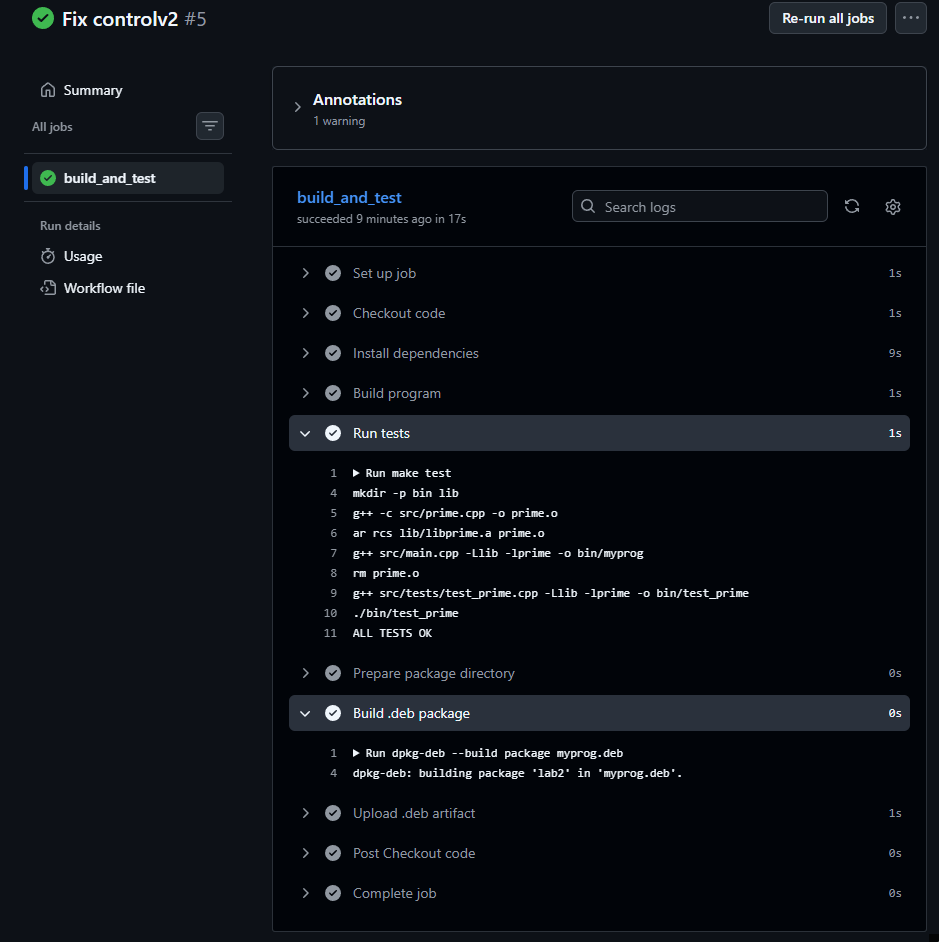 Fix controlv2 #5
Re-run all jobs
Summary
All jobs
build_and_test
Run details
Usage
Workflow file
Annotations
1 warning
build_and_test
succeeded 9 minutes ago in 17s
Search logs
Set up job 1s
Checkout code 1s
Install dependencies 9s
Build program 1s
Run tests 1s
1 ▶ Run make test
4 mkdir -p bin lib
5 g++ -c src/prime.cpp -o prime.o
6 ar rcs lib/libprime.a prime.o
7 g++ src/main.cpp -Llib -lprime -o bin/myprog
8 rm prime.o
9 g++ src/tests/test_prime.cpp -Llib -lprime -o bin/test_prime
10 ./bin/test_prime
11 ALL TESTS OK
Prepare package directory 0s
Build .deb package 0s
1 ▶ Run dpkg-deb --build package myprog.deb
4 dpkg-deb: building package 'lab2' in 'myprog.deb'.
Upload .deb artifact 1s
Post Checkout code 0s
Complete job 0s